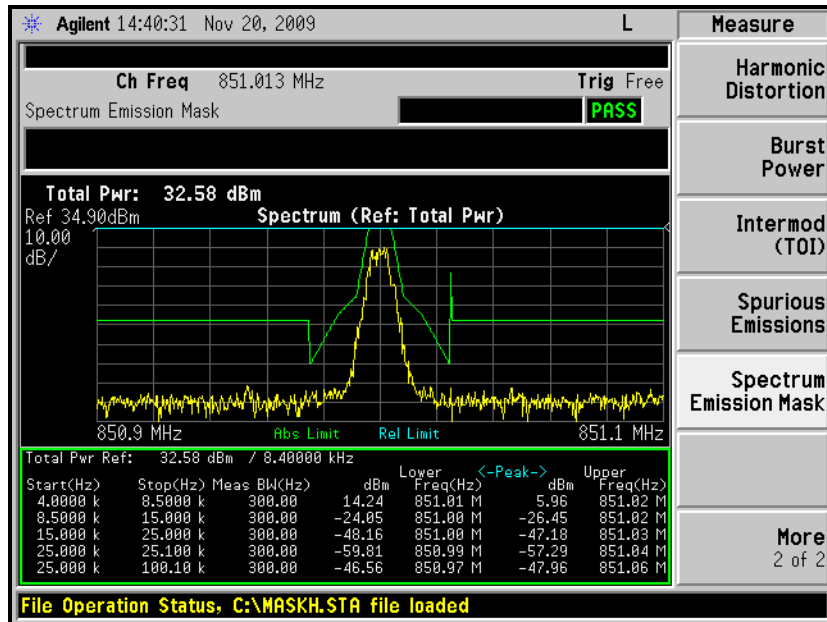 Agilent 14:40:31 Nov 20, 2009 L
Measure
Ch Freq 851.013 MHz Trig Free
Spectrum Emission Mask PASS
Total Pwr: 32.58 dBm
Ref 34.90dBm Spectrum (Ref: Total Pwr)
10.00
dB/
850.9 MHz Abs Limit Rel Limit 851.1 MHz
Total Pwr Ref: 32.58 dBm / 8.40000 kHz
Lower <-Peak-> Upper
Start(Hz) Stop(Hz) Meas BW(Hz) dBm Freq(Hz) dBm Freq(Hz)
4.0000 k 8.5000 k 300.00 14.24 851.01 M 5.96 851.02 M
8.5000 k 15.000 k 300.00 -24.05 851.00 M -26.45 851.02 M
15.000 k 25.000 k 300.00 -48.16 851.00 M -47.18 851.03 M
25.000 k 25.100 k 300.00 -59.81 850.99 M -57.29 851.04 M
25.000 k 100.10 k 300.00 -46.56 850.97 M -47.96 851.06 M
File Operation Status, C:\MASKH.STA file loaded
Harmonic
Distortion
Burst
Power
Intermod
(TOI)
Spurious
Emissions
Spectrum
Emission Mask
More
2 of 2